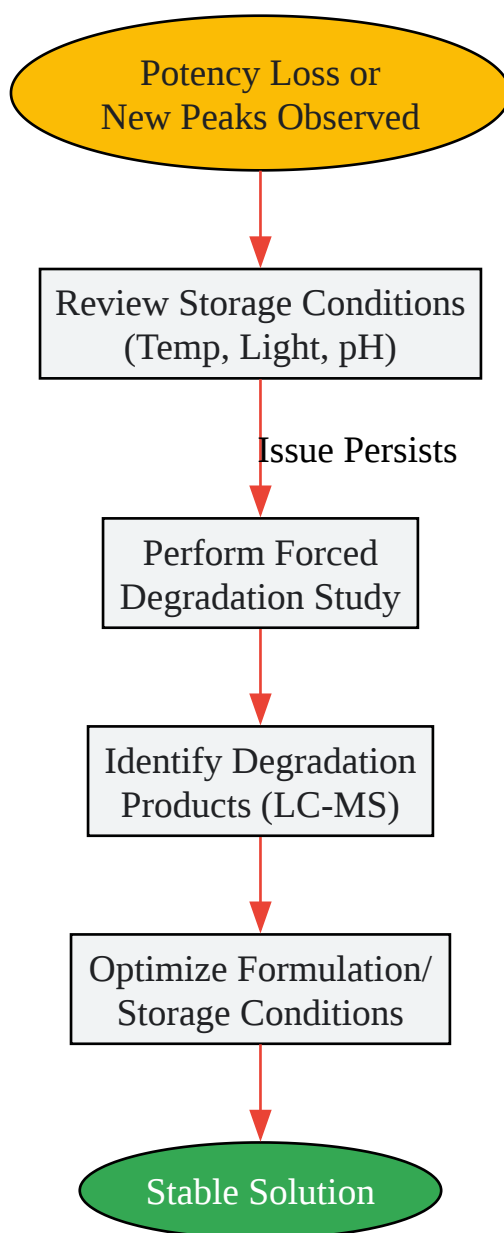 Potency Loss or
New Peaks Observed
Review Storage Conditions
(Temp, Light, pH)
Issue Persists
Perform Forced
Degradation Study
Identify Degradation
Products (LC-MS)
Optimize Formulation/
Storage Conditions
Stable Solution